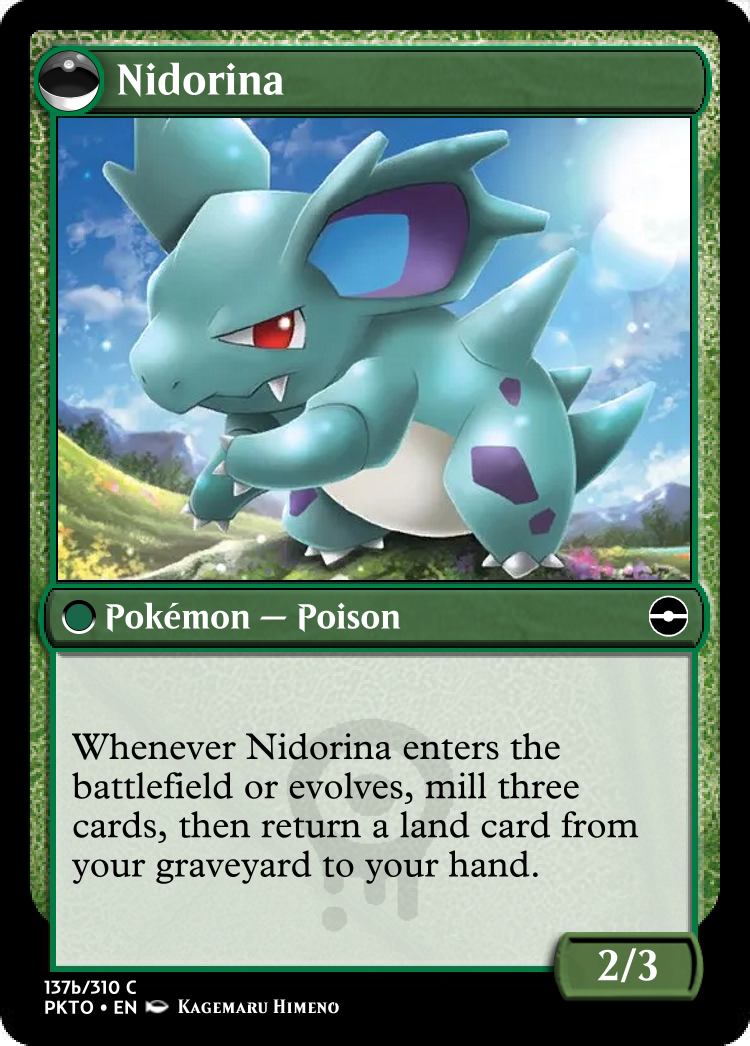 Nidorina
Pokémon — Poison
Whenever Nidorina enters the
battlefield or evolves, mill three
cards, then return a land card from
your graveyard to your hand.
2/3
137b/310 C
PKTO • EN Kagemaru Himeno